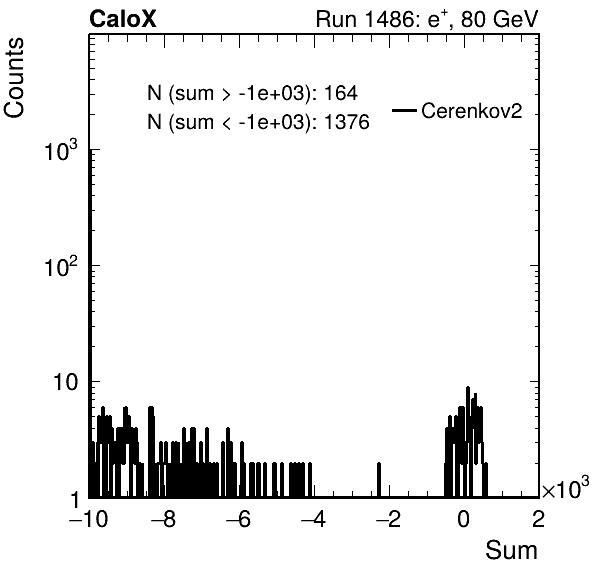 CaloX
Run 1486: e⁺, 80 GeV
Counts
N (sum > -1e+03): 164
N (sum < -1e+03): 1376
Cerenkov2
10³
10²
10
1
−10 −8 −6 −4 −2 0 2
×10³
Sum